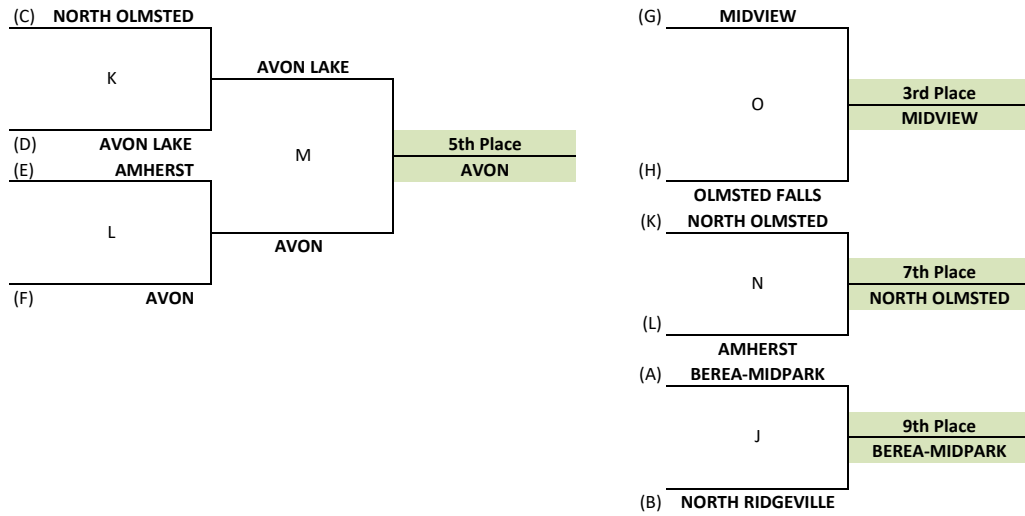 (C) NORTH OLMSTED
K
AVON LAKE
(D) AVON LAKE
M
5th Place
(E) AMHERST
AVON
L
AVON
(F) AVON
(G) MIDVIEW
O
3rd Place
MIDVIEW
(H)
OLMSTED FALLS
(K) NORTH OLMSTED
N
7th Place
NORTH OLMSTED
(L)
AMHERST
(A) BEREA-MIDPARK
J
9th Place
BEREA-MIDPARK
(B) NORTH RIDGEVILLE